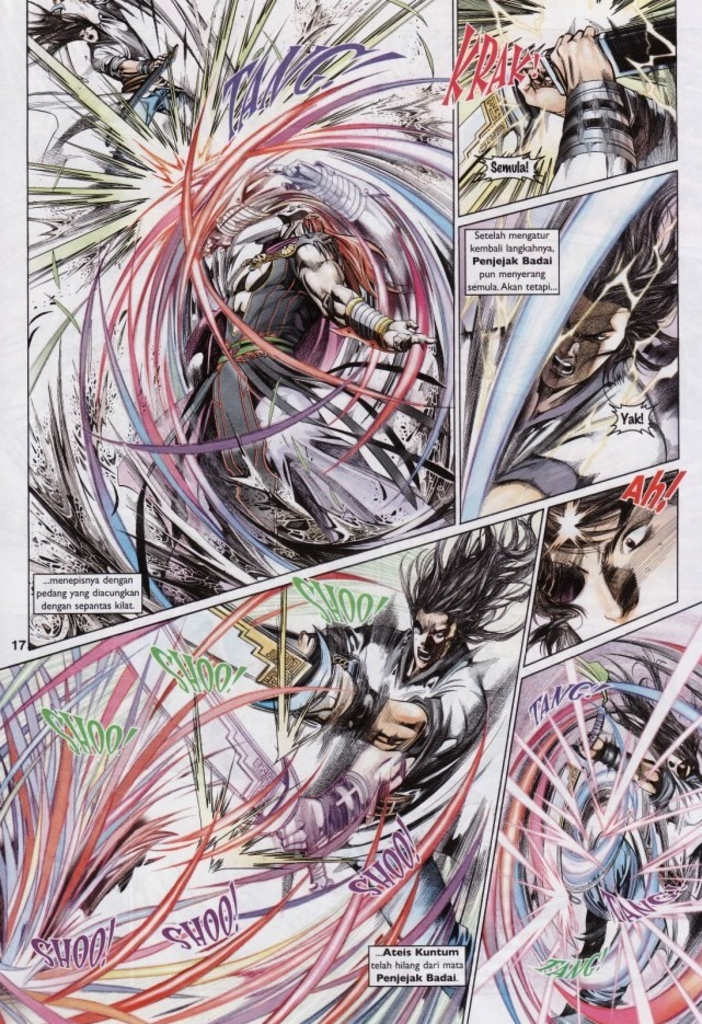 TANG
KRAK!
Semula!
Setelah mengatur
kembali langkahnya,
Penjejak Badai
pun menyerang
semula. Akan tetapi...
Yak!
...menepisnya dengan
pedang yang diacungkan
dengan sepantas kilat.
Ah!
17
SHOO!
SHOO!
SHOO!
SHOO!
SHOO!
SHOO!
...Ateis Kuntum
telah hilang dari mata
Penjejak Badai.
TANG!
TANG!
TANG!